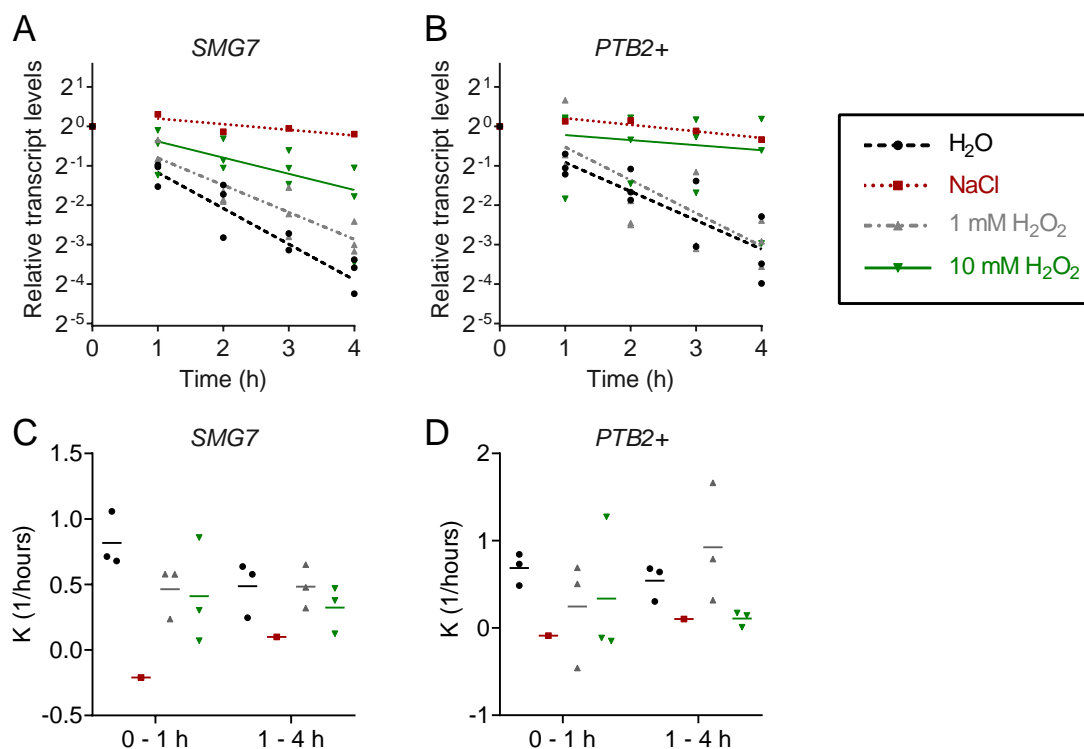 A
SMG7
Relative transcript levels
2¹
2⁰
2⁻¹
2⁻²
2⁻³
2⁻⁴
2⁻⁵
0 1 2 3 4
Time (h)
B
PTB2+
Relative transcript levels
2¹
2⁰
2⁻¹
2⁻²
2⁻³
2⁻⁴
2⁻⁵
0 1 2 3 4
Time (h)
H₂O
NaCl
1 mM H₂O₂
10 mM H₂O₂
C
SMG7
K (1/hours)
1.5
1.0
0.5
0.0
-0.5
0 - 1 h 1 - 4 h
D
PTB2+
K (1/hours)
2
1
0
-1
0 - 1 h 1 - 4 h